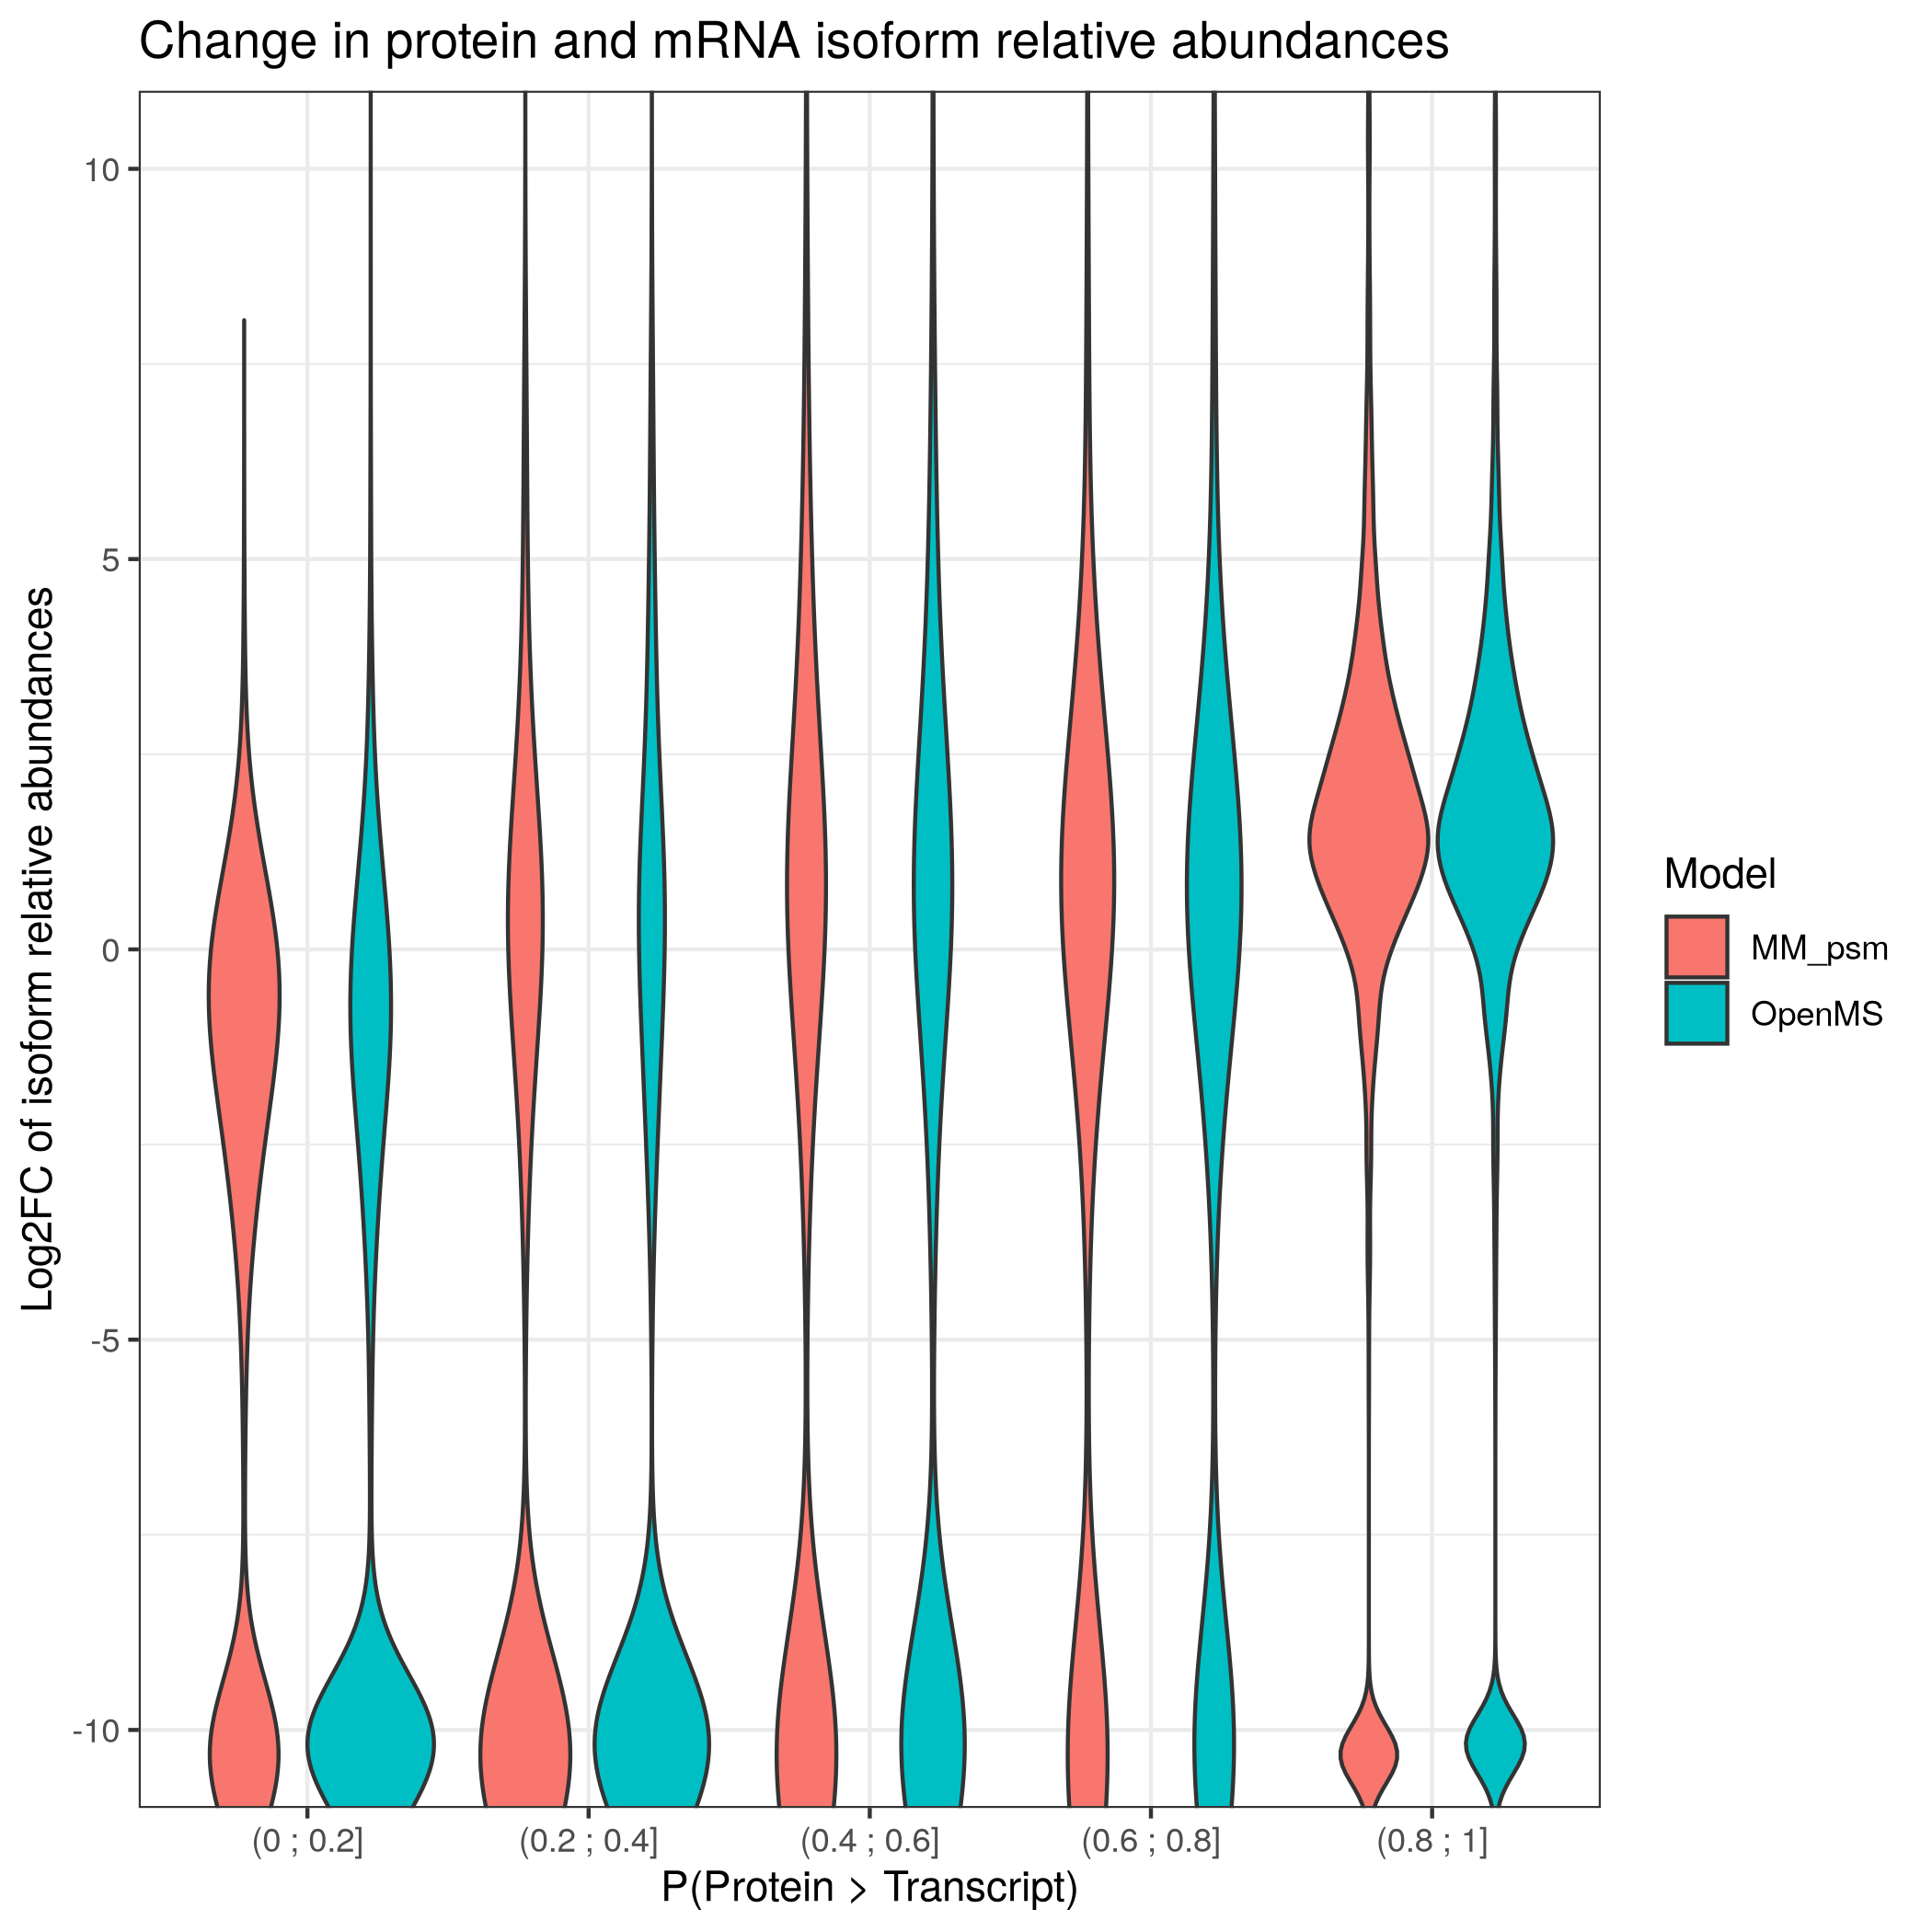 Change in protein and mRNA isoform relative abundances
Log2FC of isoform relative abundances
10
5
0
-5
-10
(0 ; 0.2]
(0.2 ; 0.4]
(0.4 ; 0.6]
(0.6 ; 0.8]
(0.8 ; 1]
P(Protein > Transcript)
Model
MM_psm
OpenMS